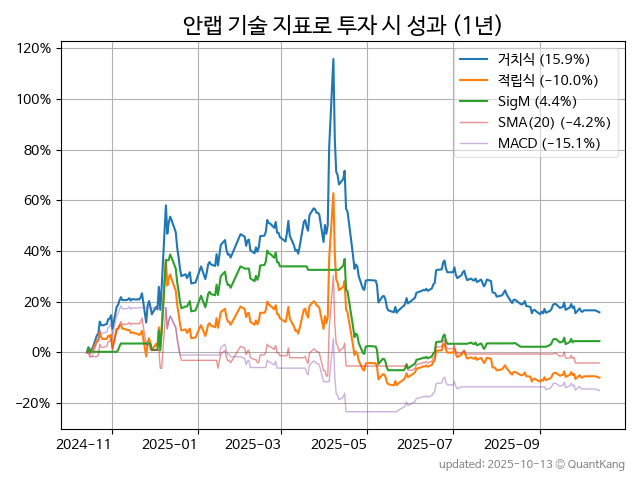 안랩 기술 지표로 투자 시 성과 (1년)
120%
100%
80%
60%
40%
20%
0%
−20%
거치식 (15.9%)
적립식 (−10.0%)
SigM (4.4%)
SMA(20) (−4.2%)
MACD (−15.1%)
2024-11
2025-01
2025-03
2025-05
2025-07
2025-09
updated: 2025-10-13 © QuantKang